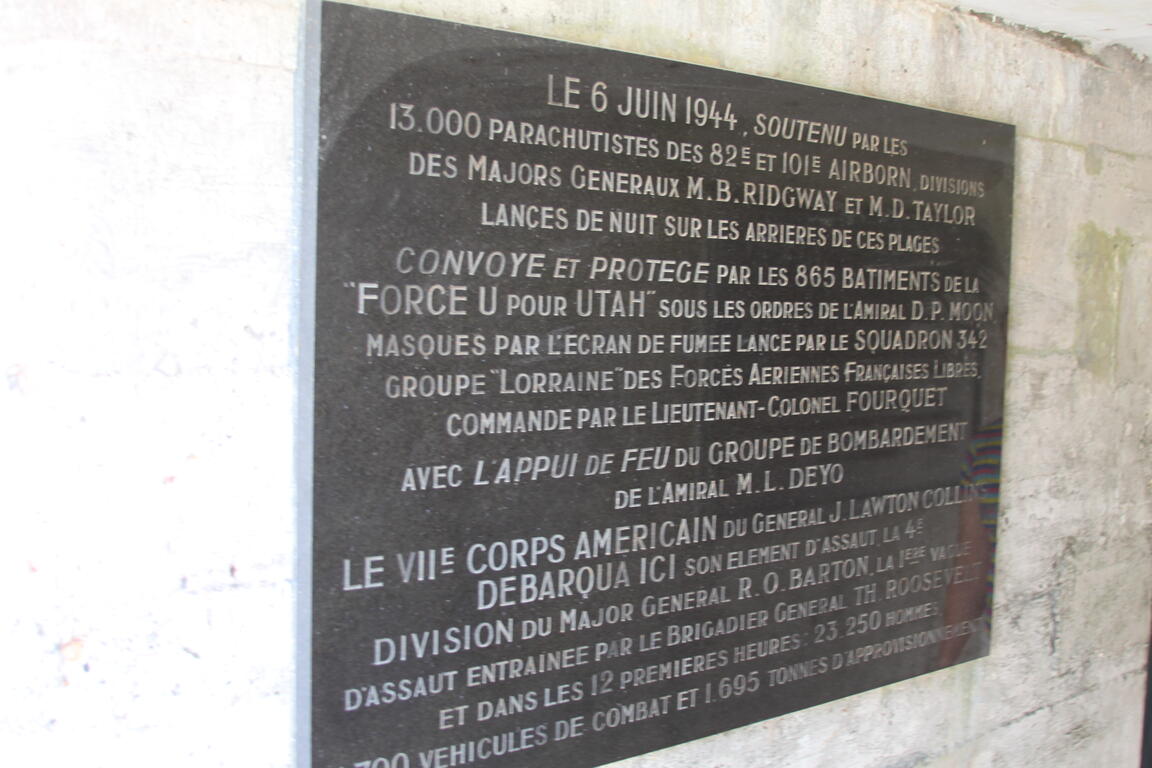 LE 6 JUIN 1944, SOUTENU PAR LES
13.000 PARACHUTISTES DES 82E ET 101E AIRBORN, DIVISIONS
DES MAJORS GENERAUX M.B.RIDGWAY ET M.D.TAYLOR
LANCES DE NUIT SUR LES ARRIERES DE CES PLAGES
CONVOYE ET PROTEGE PAR LES 865 BATIMENTS DE LA
"FORCE U POUR UTAH" SOUS LES ORDRES DE L'AMIRAL D.P. MOON
MASQUES PAR L'ECRAN DE FUMEE LANCE PAR LE SQUADRON 342
GROUPE "LORRAINE" DES FORCES AERIENNES FRANÇAISES LIBRES,
COMMANDE PAR LE LIEUTENANT-COLONEL FOURQUET
AVEC L'APPUI DE FEU DU GROUPE DE BOMBARDEMENT
DE L'AMIRAL M.L. DEYO
LE VIIE CORPS AMERICAIN DU GENERAL J.LAWTON COLLIN
DEBARQUA ICI SON ELEMENT D'ASSAUT, LA 4E
DIVISION DU MAJOR GENERAL R.O.BARTON, LA 1ERE VAGUE
D'ASSAUT ENTRAINEE PAR LE BRIGADIER GENERAL TH. ROOSEVELT
ET DANS LES 12 PREMIERES HEURES: 23.250 HOMMES
700 VEHICULES DE COMBAT ET 1.695 TONNES D'APPROVISIONNEMENT